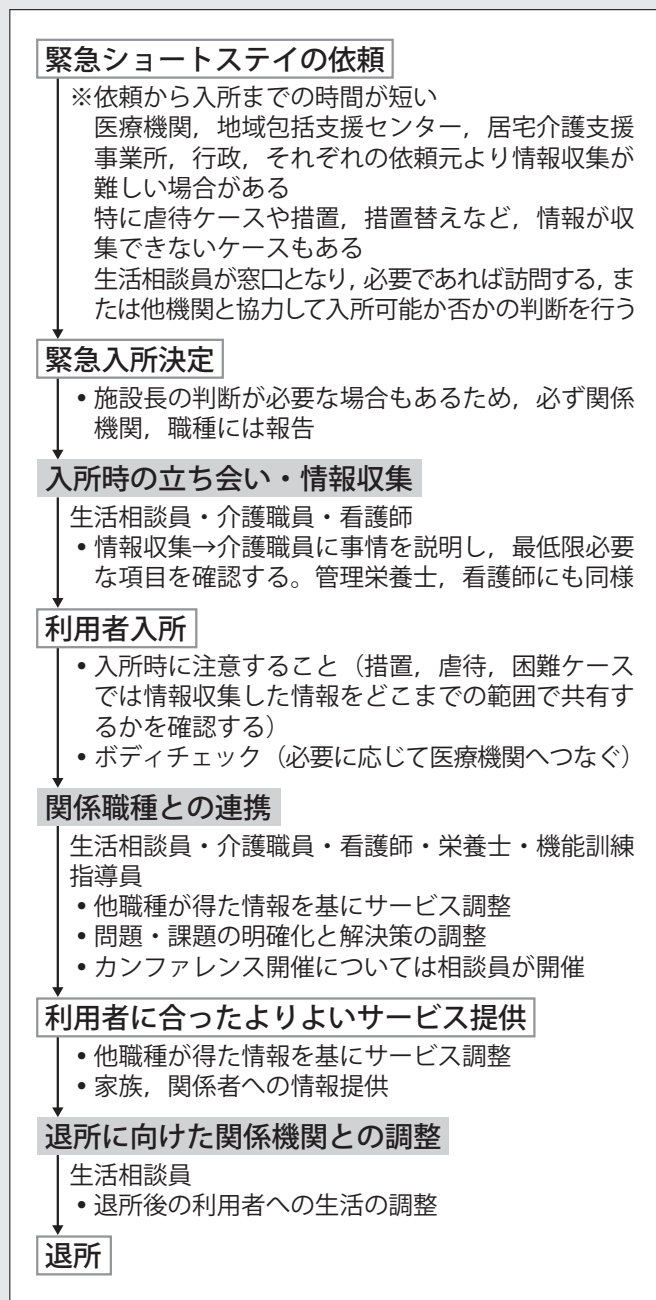 緊急ショートステイの依頼
※依頼から入所までの時間が短い
医療機関，地域包括支援センター，居宅介護支援
事業所，行政，それぞれの依頼元より情報収集が
難しい場合がある
特に虐待ケースや措置，措置替えなど，情報が収
集できないケースもある
生活相談員が窓口となり，必要であれば訪問する，ま
たは他機関と協力して入所可能か否かの判断を行う
緊急入所決定
•施設長の判断が必要な場合もあるため，必ず関係
機関，職種には報告
入所時の立ち会い・情報収集
生活相談員・介護職員・看護師
•情報収集→介護職員に事情を説明し，最低限必要
な項目を確認する。管理栄養士，看護師にも同様
利用者入所
•入所時に注意すること（措置，虐待，困難ケース
では情報収集した情報をどこまでの範囲で共有す
るかを確認する）
•ボディチェック（必要に応じて医療機関へつなぐ）
関係職種との連携
生活相談員・介護職員・看護師・栄養士・機能訓練
指導員
•他職種が得た情報を基にサービス調整
•問題・課題の明確化と解決策の調整
•カンファレンス開催については相談員が開催
利用者に合ったよりよいサービス提供
•他職種が得た情報を基にサービス調整
•家族，関係者への情報提供
退所に向けた関係機関との調整
生活相談員
•退所後の利用者への生活の調整
退所